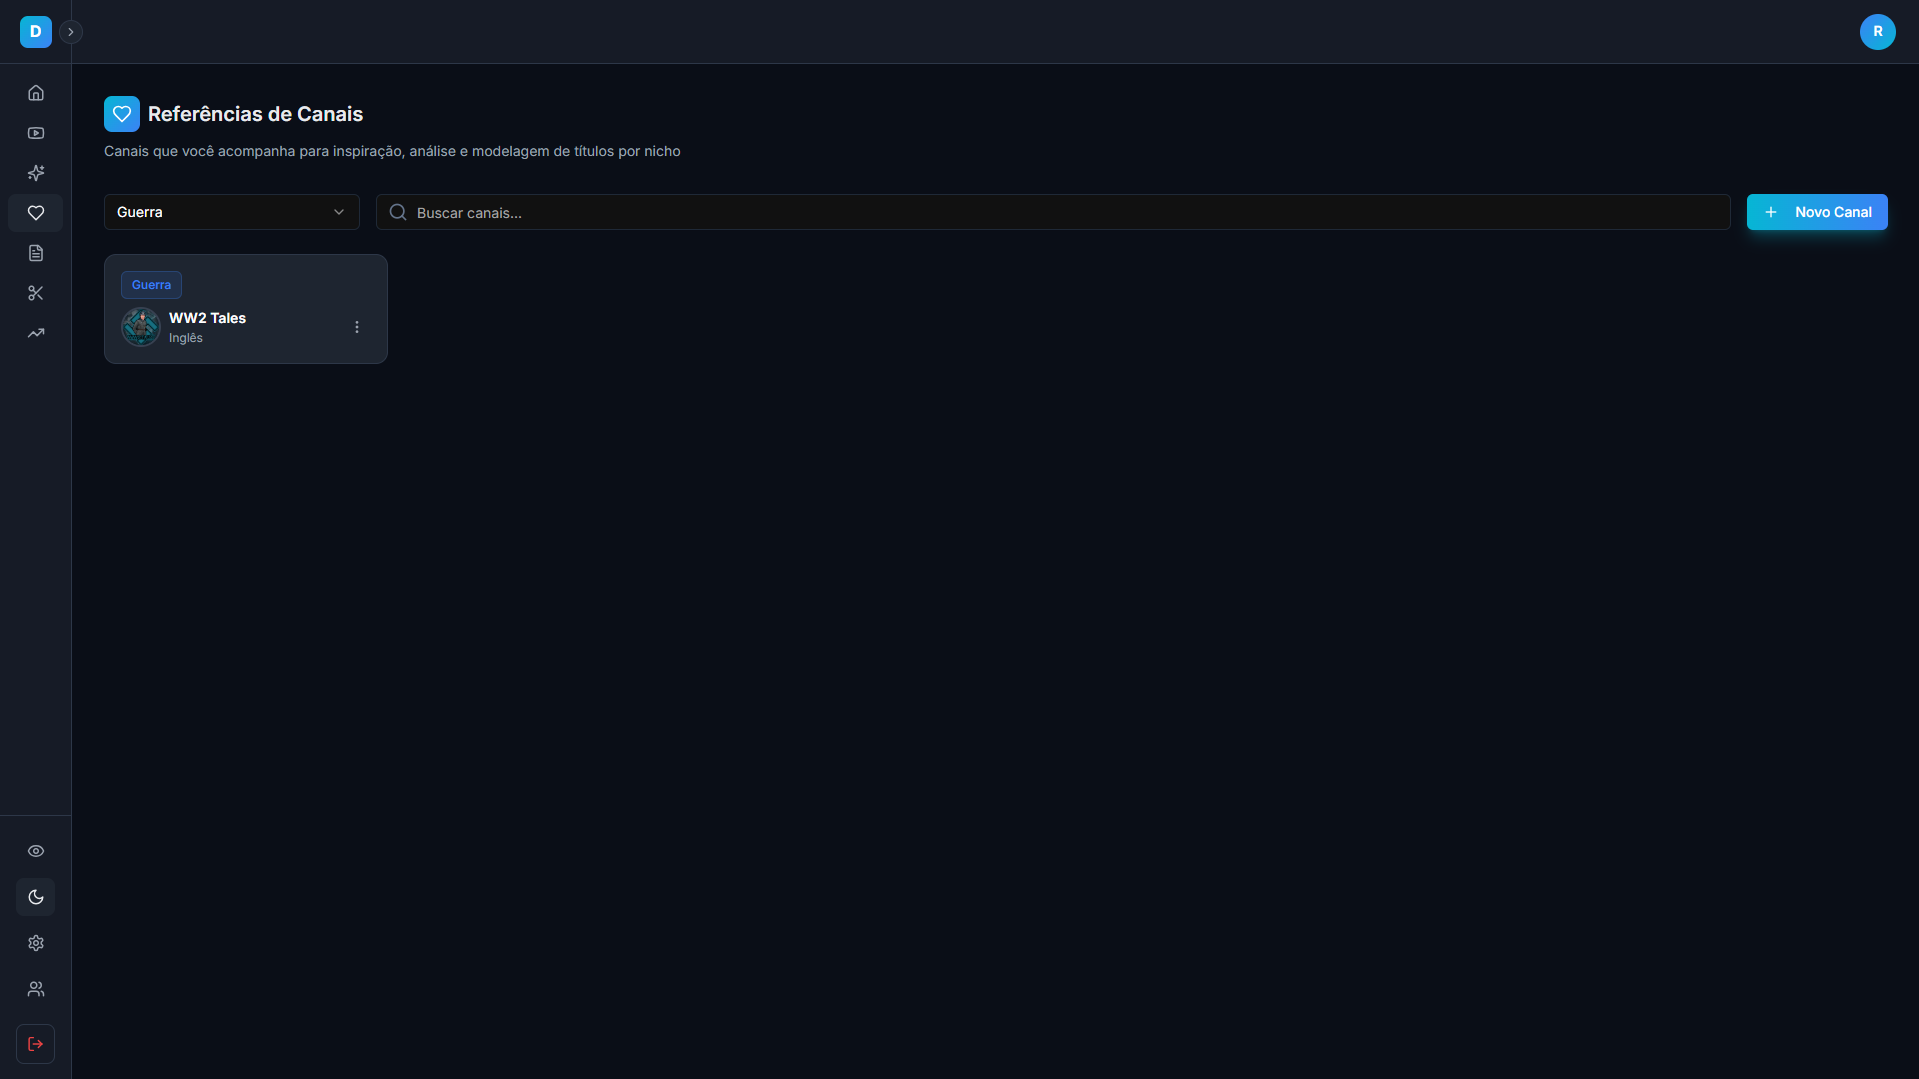 D
R
Referências de Canais
Canais que você acompanha para inspiração, análise e modelagem de títulos por nicho
Guerra
Buscar canais...
Novo Canal
Guerra
WW2 Tales
Inglês